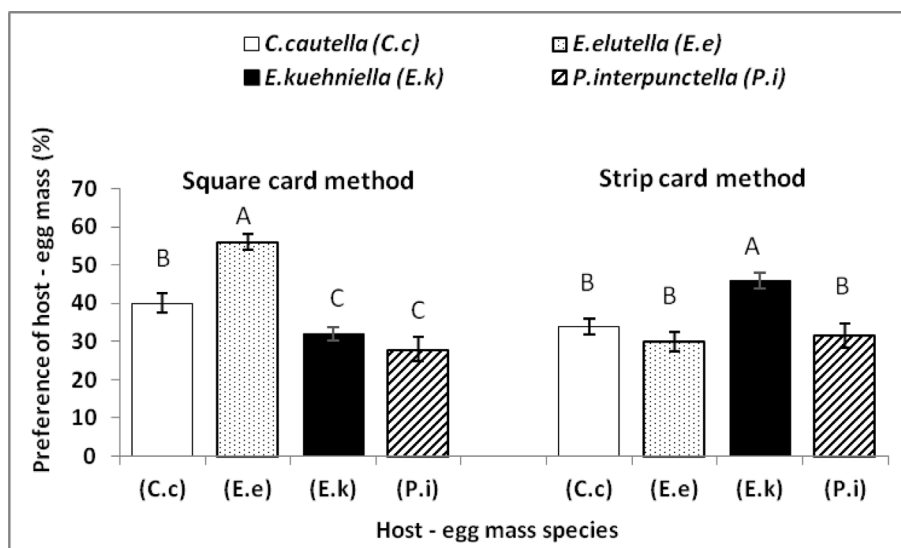 C.cautella (C.c) E.elutella (E.e)
E.kuehniella (E.k) P.interpunctella (P.i)
Preference of host - egg mass (%)
Square card method Strip card method
70
60
50
40
30
20
10
0
B A C C B B A B
(C.c) (E.e) (E.k) (P.i) (C.c) (E.e) (E.k) (P.i)
Host - egg mass species